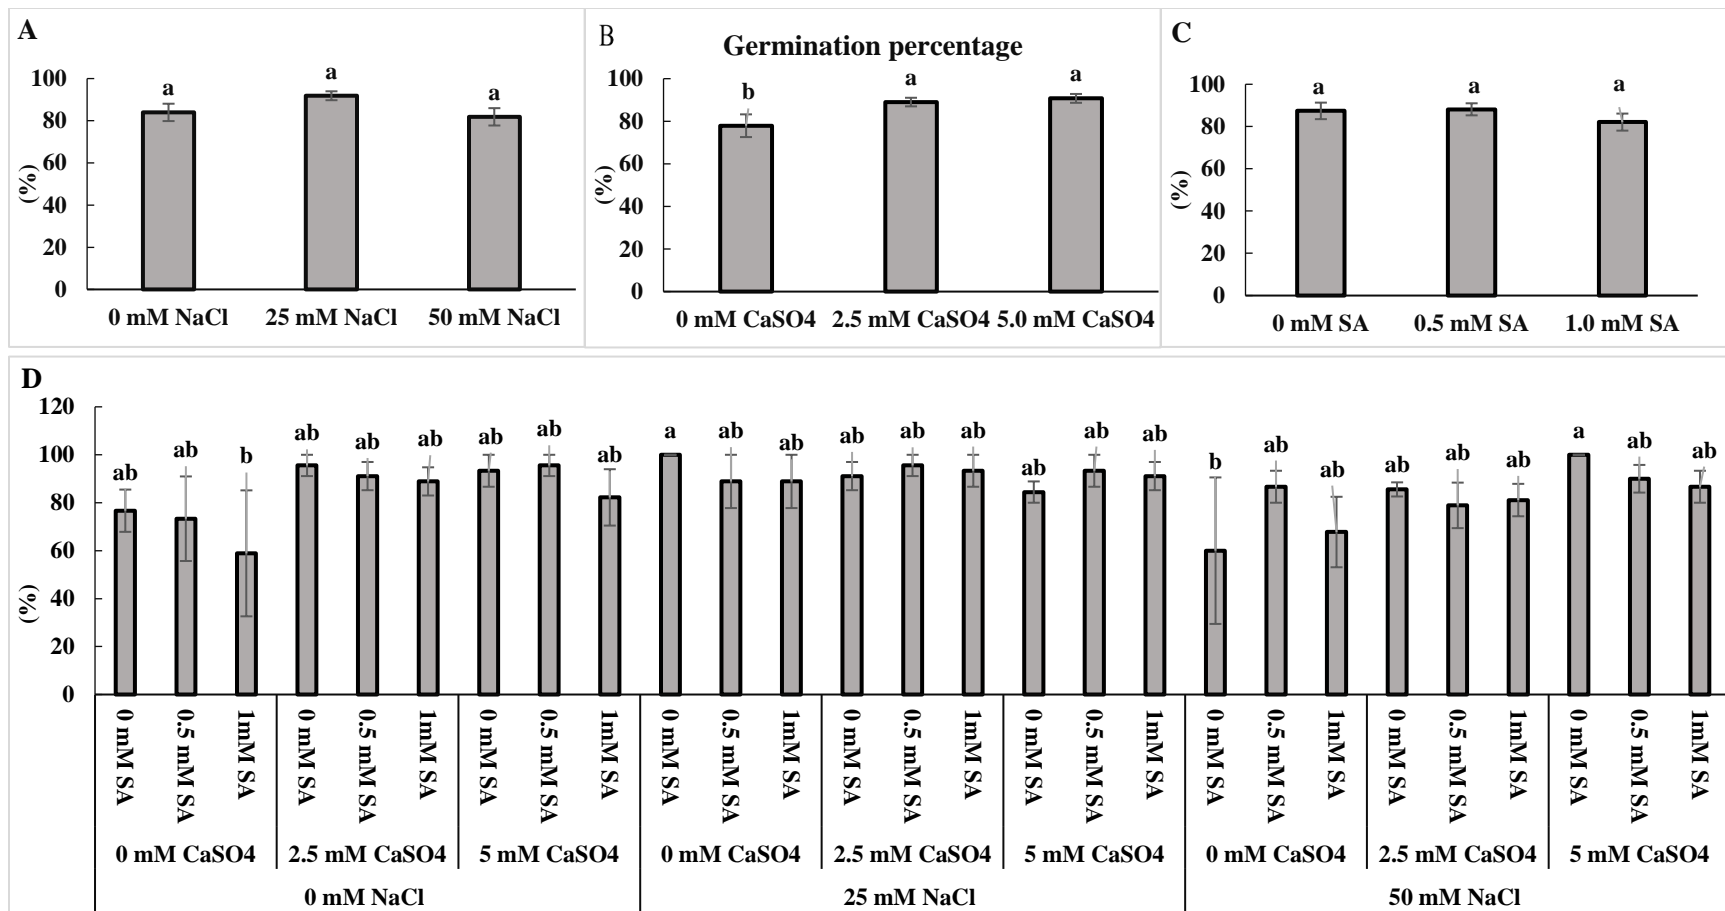 A
100
80
60
40
20
0
(%)
a
a
a
0 mM NaCl
25 mM NaCl
50 mM NaCl
B
Germination percentage
100
80
60
40
20
0
(%)
b
a
a
0 mM CaSO4
2.5 mM CaSO4
5.0 mM CaSO4
C
100
80
60
40
20
0
(%)
a
a
a
0 mM SA
0.5 mM SA
1.0 mM SA
D
120
100
80
60
40
20
0
(%)
ab
ab
b
ab
ab
ab
ab
ab
ab
a
ab
ab
ab
ab
ab
ab
ab
ab
b
ab
ab
ab
ab
ab
a
ab
ab
0 mM SA
0.5 mM SA
1mM SA
0 mM SA
0.5 mM SA
1mM SA
0 mM SA
0.5 mM SA
1mM SA
0 mM SA
0.5 mM SA
1mM SA
0 mM SA
0.5 mM SA
1mM SA
0 mM SA
0.5 mM SA
1mM SA
0 mM SA
0.5 mM SA
1mM SA
0 mM SA
0.5 mM SA
1mM SA
0 mM SA
0.5 mM SA
1mM SA
0 mM CaSO4
2.5 mM CaSO4
5 mM CaSO4
0 mM CaSO4
2.5 mM CaSO4
5 mM CaSO4
0 mM CaSO4
2.5 mM CaSO4
5 mM CaSO4
0 mM NaCl
25 mM NaCl
50 mM NaCl